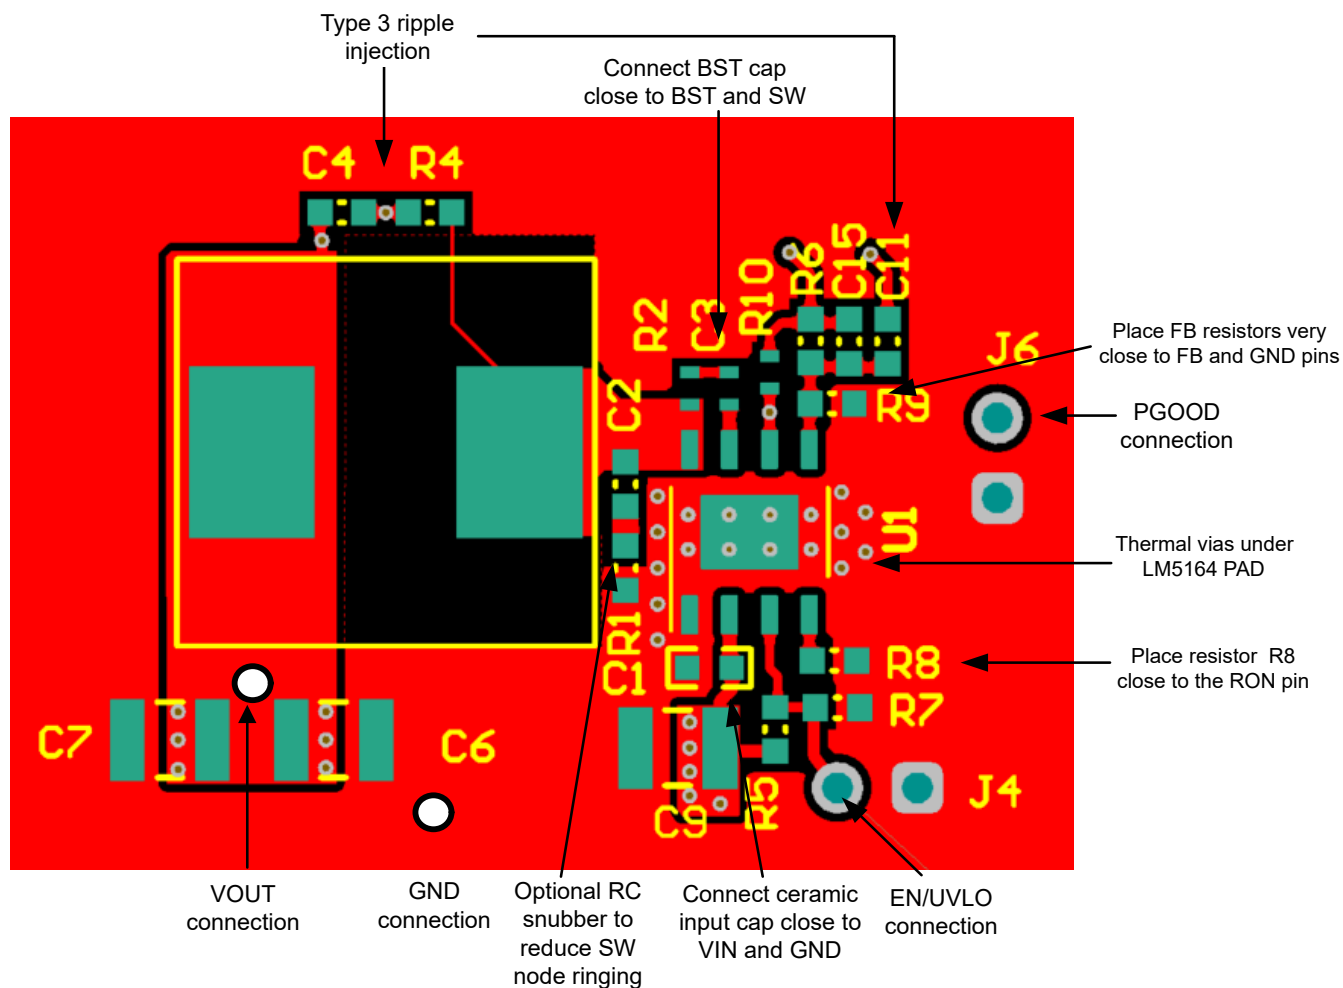 Type 3 ripple
injection
Connect BST cap
close to BST and SW
C4 R4
R2
C3
R10
R6
C15
C11
Place FB resistors very
close to FB and GND pins
J6
C2
R9
PGOOD
connection
U1
Thermal vias under
LM5164 PAD
R1
C1
R8
Place resistor R8
close to the RON pin
R7
C7
C6
C9
R5
J4
VOUT
connection
GND
connection
Optional RC
snubber to
reduce SW
node ringing
Connect ceramic
input cap close to
VIN and GND
EN/UVLO
connection